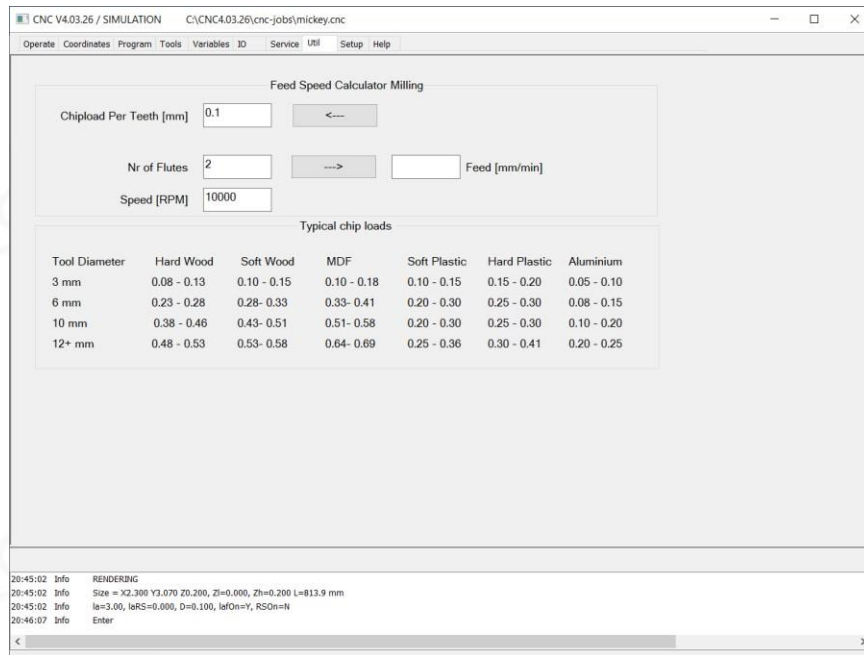 CNC V4.03.26 / SIMULATION C:\CNC4.03.26\cnc-jobs\mickey.cnc
Operate Coordinates Program Tools Variables IO Service Util Setup Help
Feed Speed Calculator Milling
Chipload Per Teeth [mm] 0.1 <---
Nr of Flutes 2 ---> Feed [mm/min]
Speed [RPM] 10000
Typical chip loads
Tool Diameter Hard Wood Soft Wood MDF Soft Plastic Hard Plastic Aluminium
3 mm 0.08 - 0.13 0.10 - 0.15 0.10 - 0.18 0.10 - 0.15 0.15 - 0.20 0.05 - 0.10
6 mm 0.23 - 0.28 0.28- 0.33 0.33- 0.41 0.20 - 0.30 0.25 - 0.30 0.08 - 0.15
10 mm 0.38 - 0.46 0.43- 0.51 0.51- 0.58 0.20 - 0.30 0.25 - 0.30 0.10 - 0.20
12+ mm 0.48 - 0.53 0.53- 0.58 0.64- 0.69 0.25 - 0.36 0.30 - 0.41 0.20 - 0.25
20:45:02 Info RENDERING
20:45:02 Info Size = X2.300 Y3.070 Z0.200, Zl=0.000, Zh=0.200 L=813.9 mm
20:45:02 Info la=3.00, laRS=0.000, D=0.100, lafOn=Y, RSOn=N
20:46:07 Info Enter